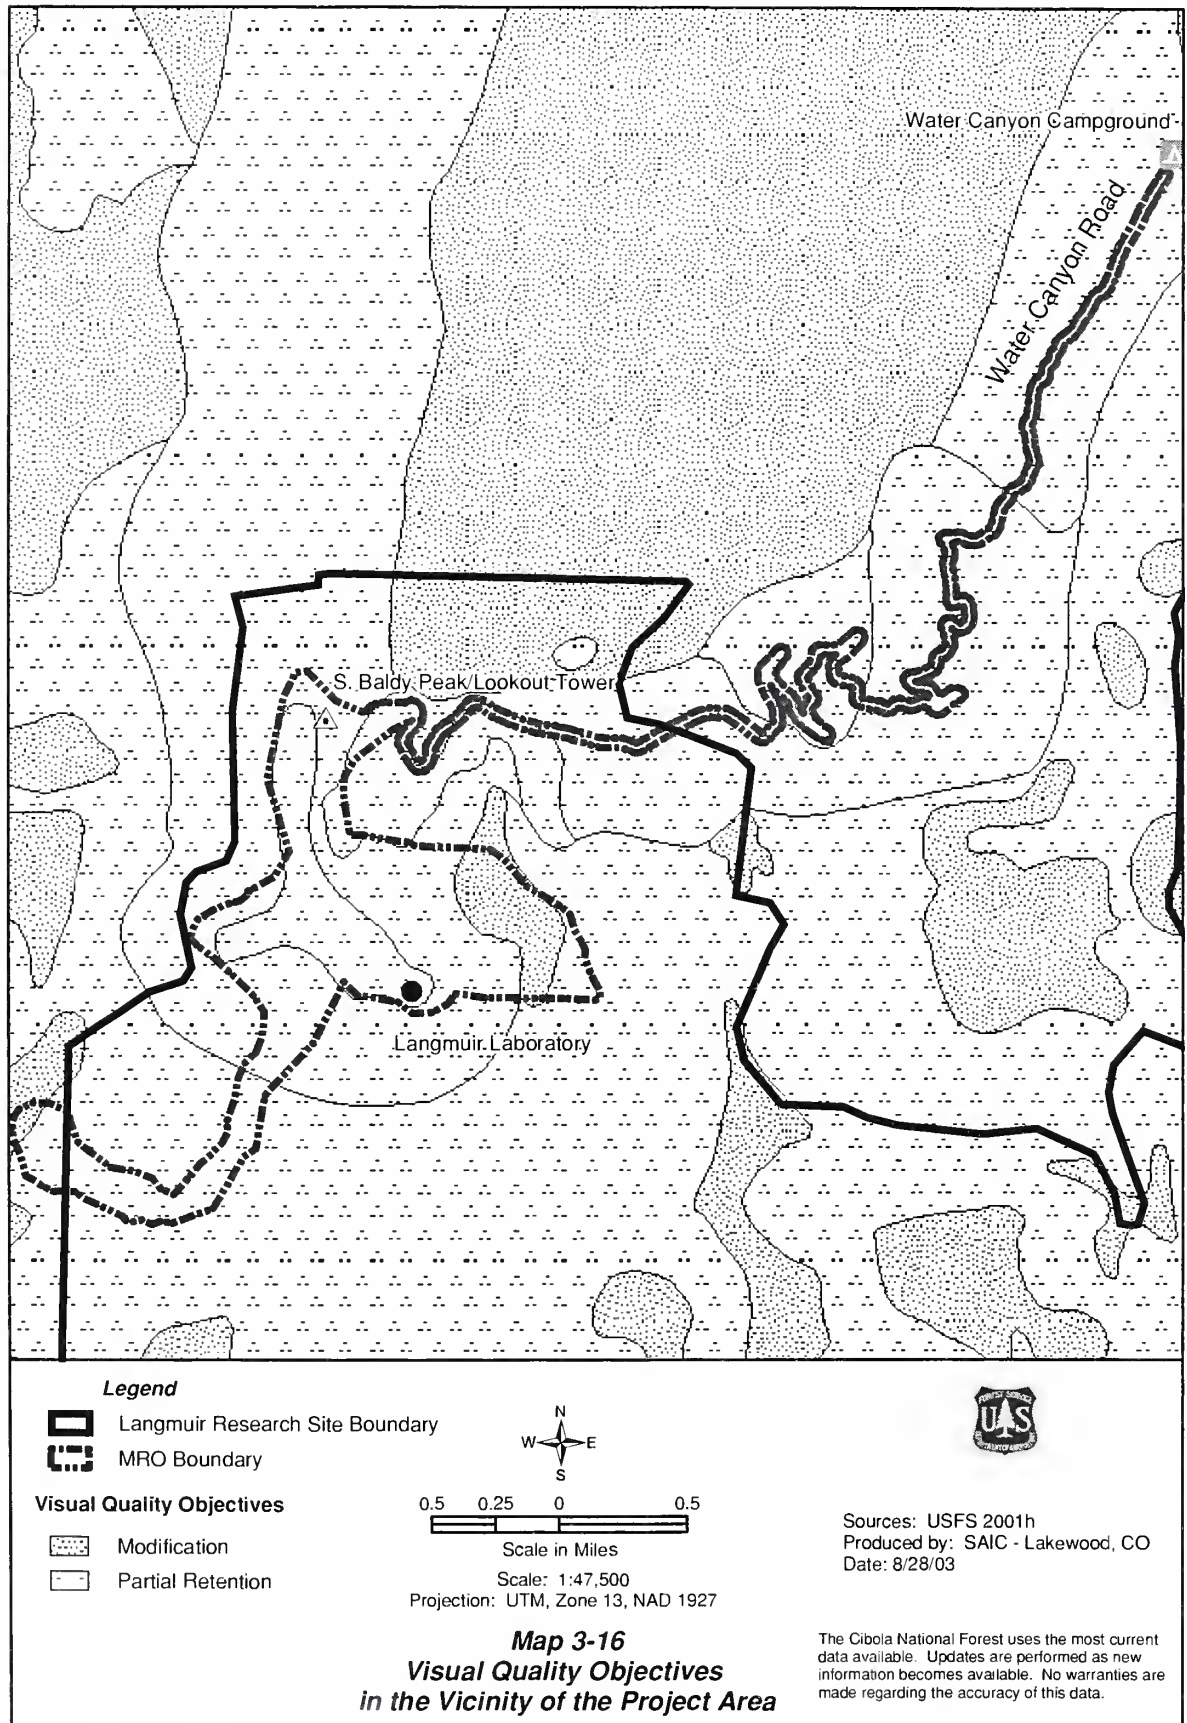 Water Canyon Campground
Water Canyon Road
S. Baldy Peak/Lookout Tower
Langmuir Laboratory
Legend
Langmuir Research Site Boundary
MRO Boundary
Visual Quality Objectives
Modification
Partial Retention
N
W E
S
0.5 0.25 0 0.5
Scale in Miles
Scale: 1:47,500
Projection: UTM, Zone 13, NAD 1927
Map 3-16
Visual Quality Objectives
in the Vicinity of the Project Area
FOREST SERVICE
U S
Sources: USFS 2001h
Produced by: SAIC - Lakewood, CO
Date: 8/28/03
The Cibola National Forest uses the most current
data available. Updates are performed as new
information becomes available. No warranties are
made regarding the accuracy of this data.